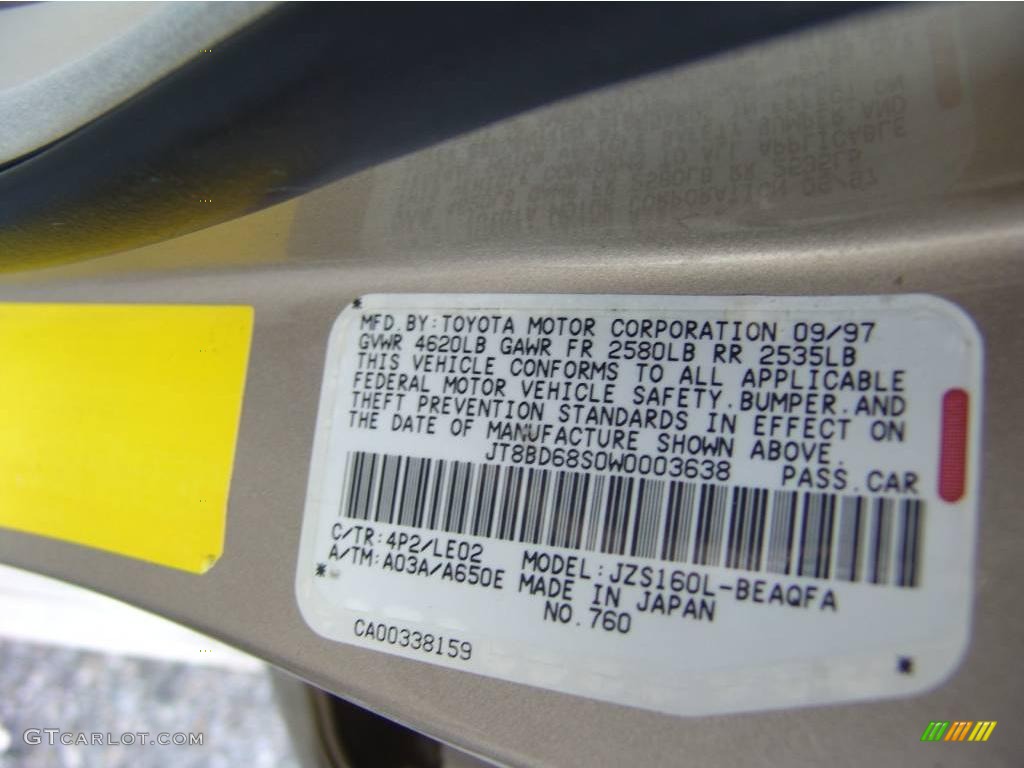 MFD.BY:TOYOTA MOTOR CORPORATION 09/97
GVWR 4620LB GAWR FR 2580LB RR 2535LB
THIS VEHICLE CONFORMS TO ALL APPLICABLE
FEDERAL MOTOR VEHICLE SAFETY.BUMPER.AND
THEFT PREVENTION STANDARDS IN EFFECT ON
THE DATE OF MANUFACTURE SHOWN ABOVE.
JT8BD68S0W0003638 PASS.CAR
C/TR:4P2/LE02 MODEL:JZS160L-BEAQFA
A/TM:A03A/A650E MADE IN JAPAN
NO.760
CA00338159
GTCARLOT.COM